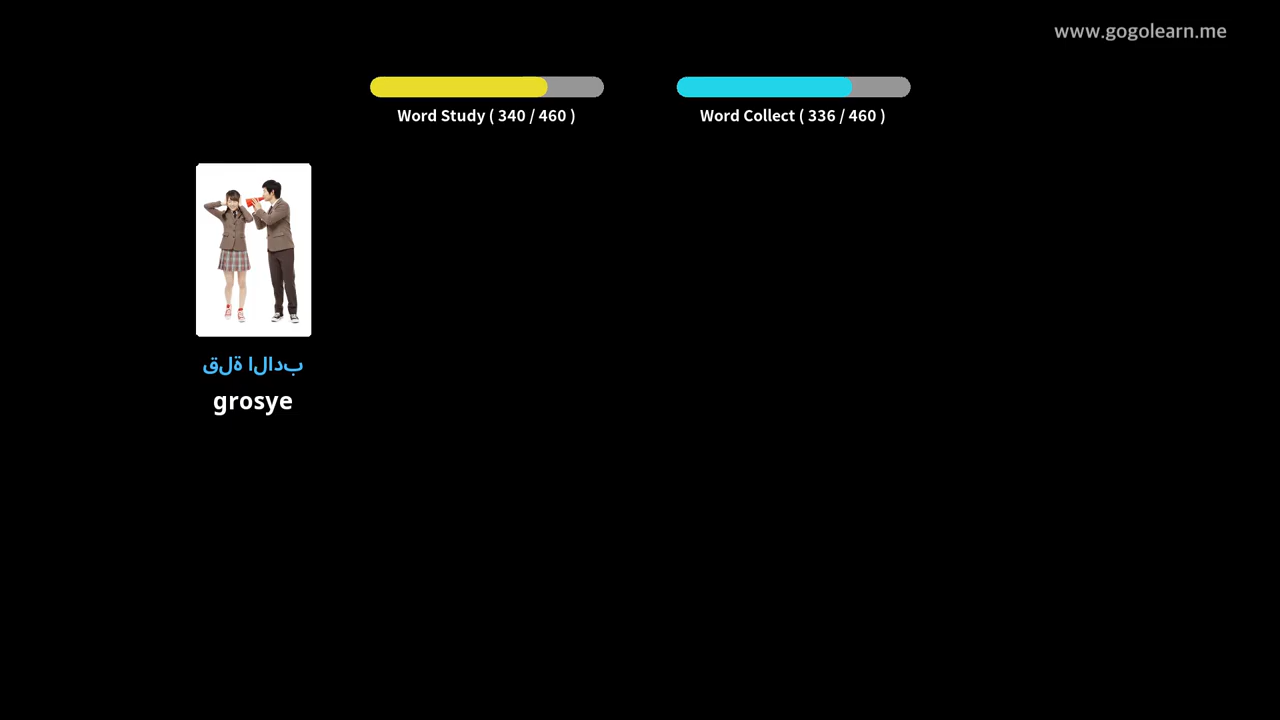 www.gogolearn.me
Word Study ( 340 / 460 )
Word Collect ( 336 / 460 )
قلة الادب
grosye